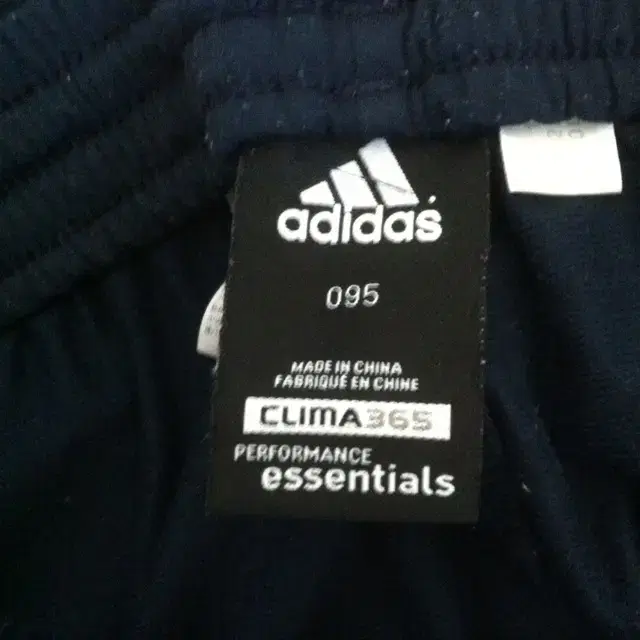 adidas
095
MADE IN CHINA
FABRIQUÉ EN CHINE
CLIMA365
PERFORMANCE
essentials